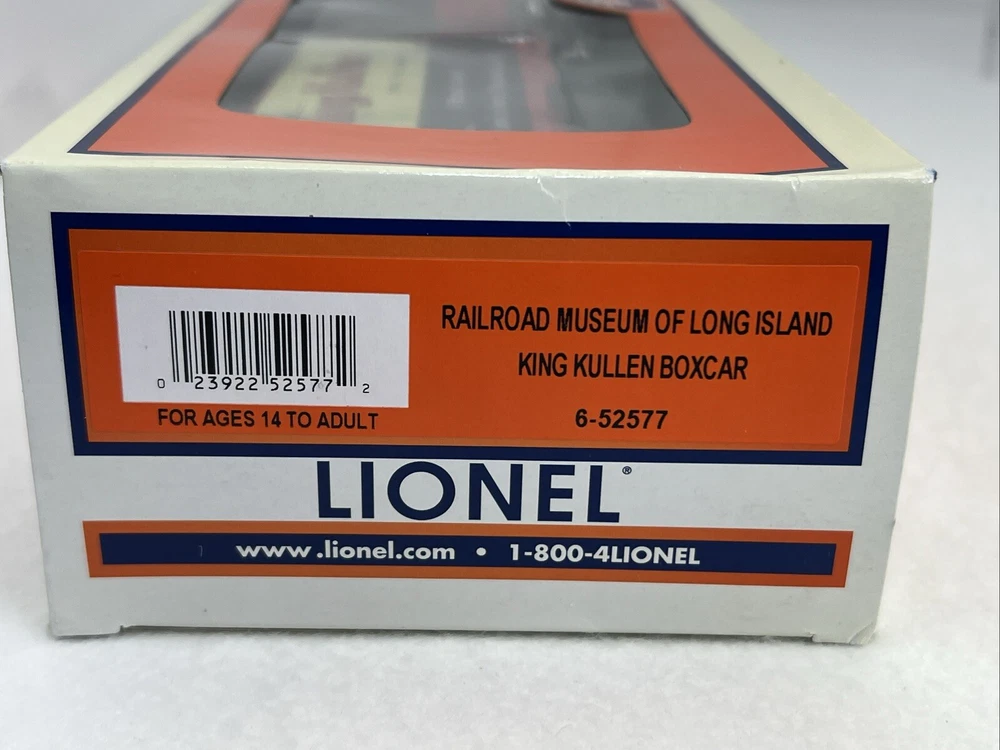 RAILROAD MUSEUM OF LONG ISLAND
KING KULLEN BOXCAR
6-52577
0 23922 52577 2
FOR AGES 14 TO ADULT
LIONEL®
www.lionel.com • 1-800-4LIONEL